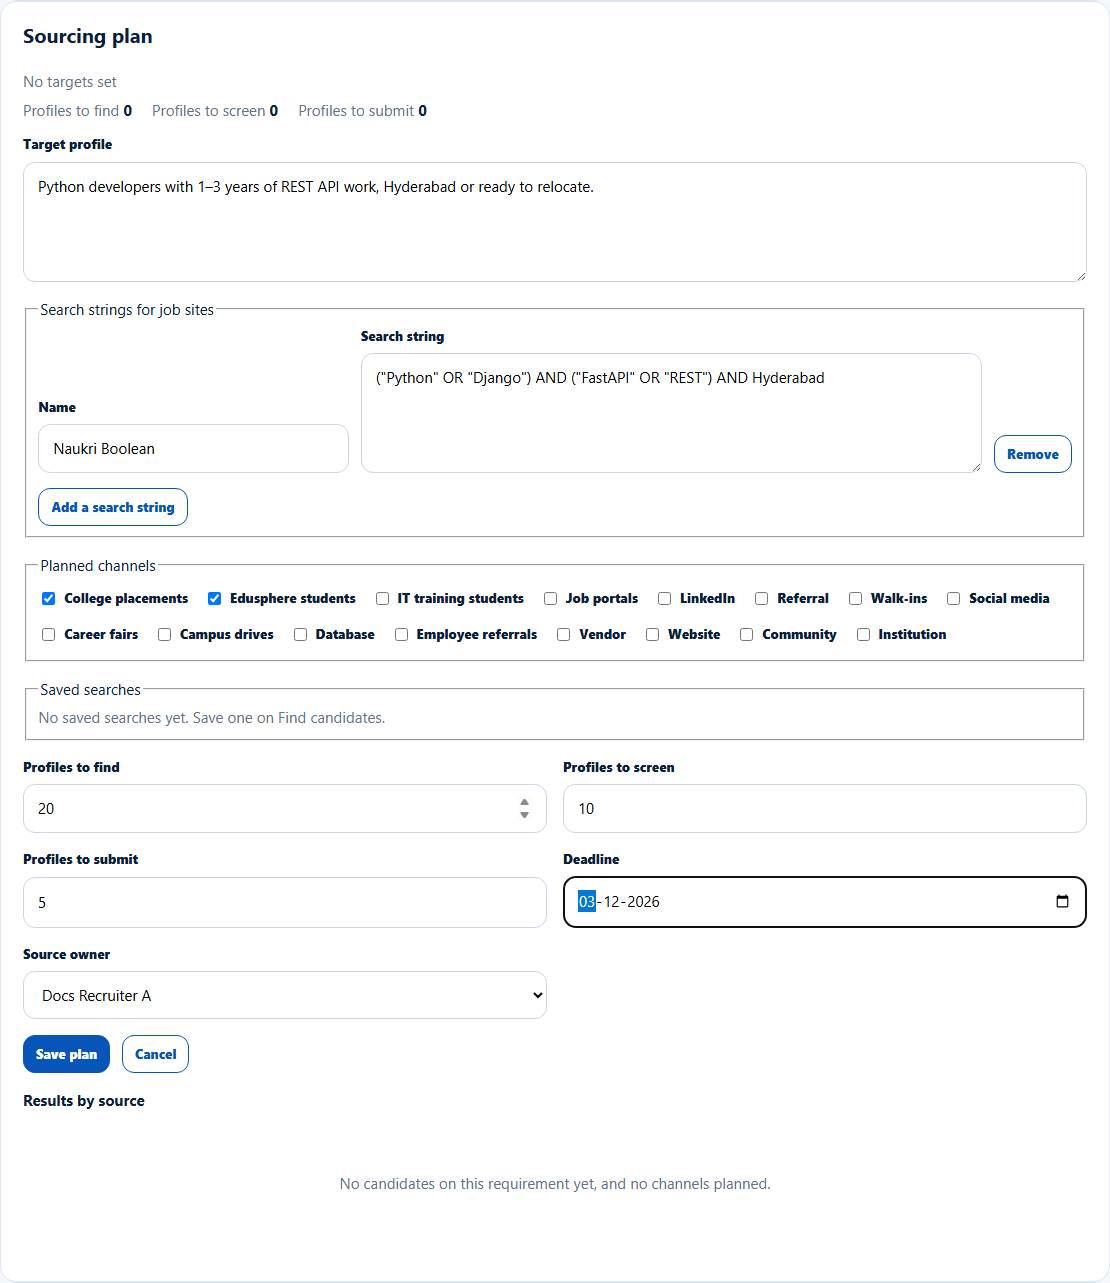 Sourcing plan
No targets set
Profiles to find 0 Profiles to screen 0 Profiles to submit 0
Target profile
Python developers with 1–3 years of REST API work, Hyderabad or ready to relocate.
Search strings for job sites
Search string
("Python" OR "Django") AND ("FastAPI" OR "REST") AND Hyderabad
Name
Naukri Boolean
Remove
Add a search string
Planned channels
College placements Edusphere students IT training students Job portals LinkedIn Referral Walk-ins Social media
Career fairs Campus drives Database Employee referrals Vendor Website Community Institution
Saved searches
No saved searches yet. Save one on Find candidates.
Profiles to find Profiles to screen
20 10
Profiles to submit Deadline
5 03-12-2026
Source owner
Docs Recruiter A
Save plan Cancel
Results by source
No candidates on this requirement yet, and no channels planned.